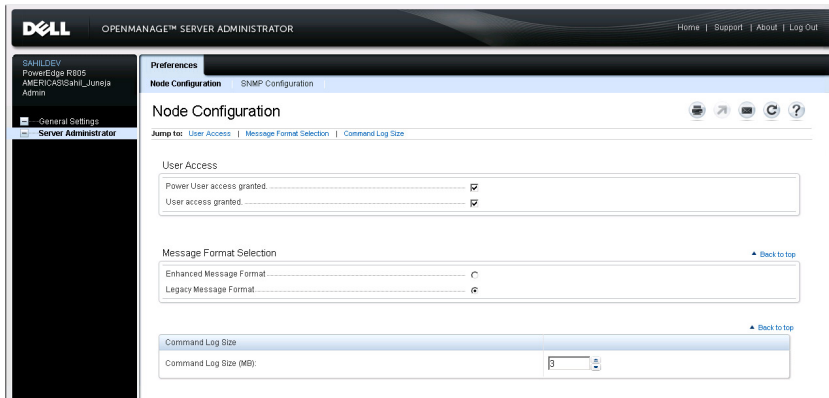 DELL OPENMANAGE™ SERVER ADMINISTRATOR
Home | Support | About | Log Out
SAHILDEV
PowerEdge R805
AMERICAS\Sahil_Juneja
Admin
General Settings
Server Administrator
Preferences
Node Configuration SNMP Configuration
Node Configuration
?
Jump to: User Access | Message Format Selection | Command Log Size
User Access
Power User access granted.
User access granted.
Message Format Selection
Back to top
Enhanced Message Format
Legacy Message Format
Back to top
Command Log Size
Command Log Size (MB): 3